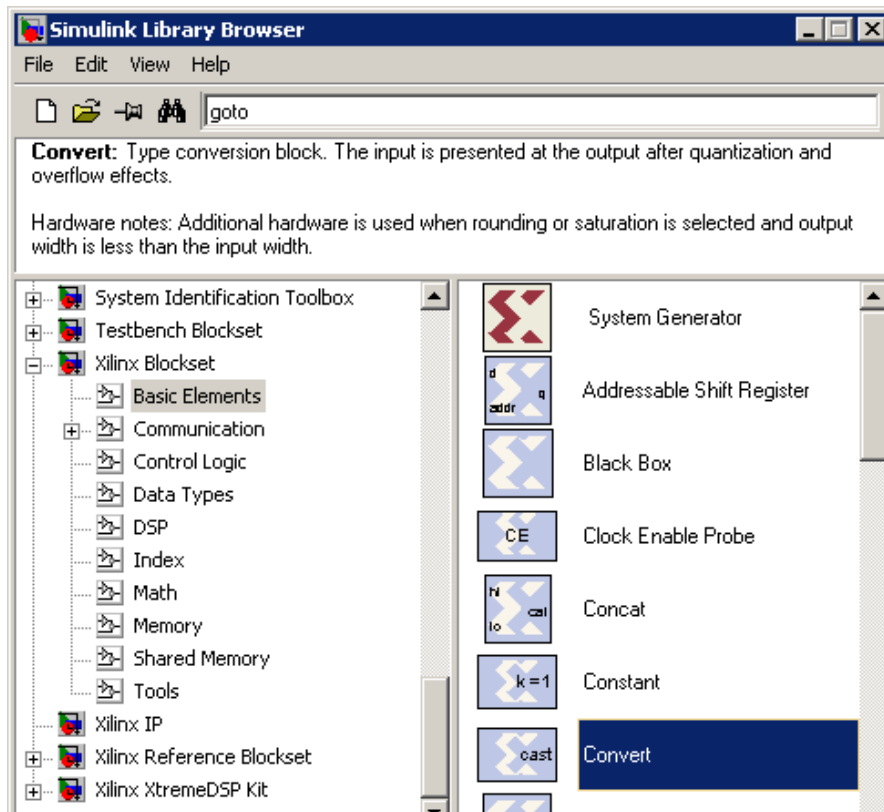 Simulink Library Browser
File Edit View Help
goto
Convert: Type conversion block. The input is presented at the output after quantization and
overflow effects.
Hardware notes: Additional hardware is used when rounding or saturation is selected and output
width is less than the input width.
System Identification Toolbox
Testbench Blockset
Xilinx Blockset
Basic Elements
Communication
Control Logic
Data Types
DSP
Index
Math
Memory
Shared Memory
Tools
Xilinx IP
Xilinx Reference Blockset
Xilinx XtremeDSP Kit
System Generator
d
q
addr
Addressable Shift Register
Black Box
CE
Clock Enable Probe
hi
lo
Concat
k = 1
Constant
cast
Convert